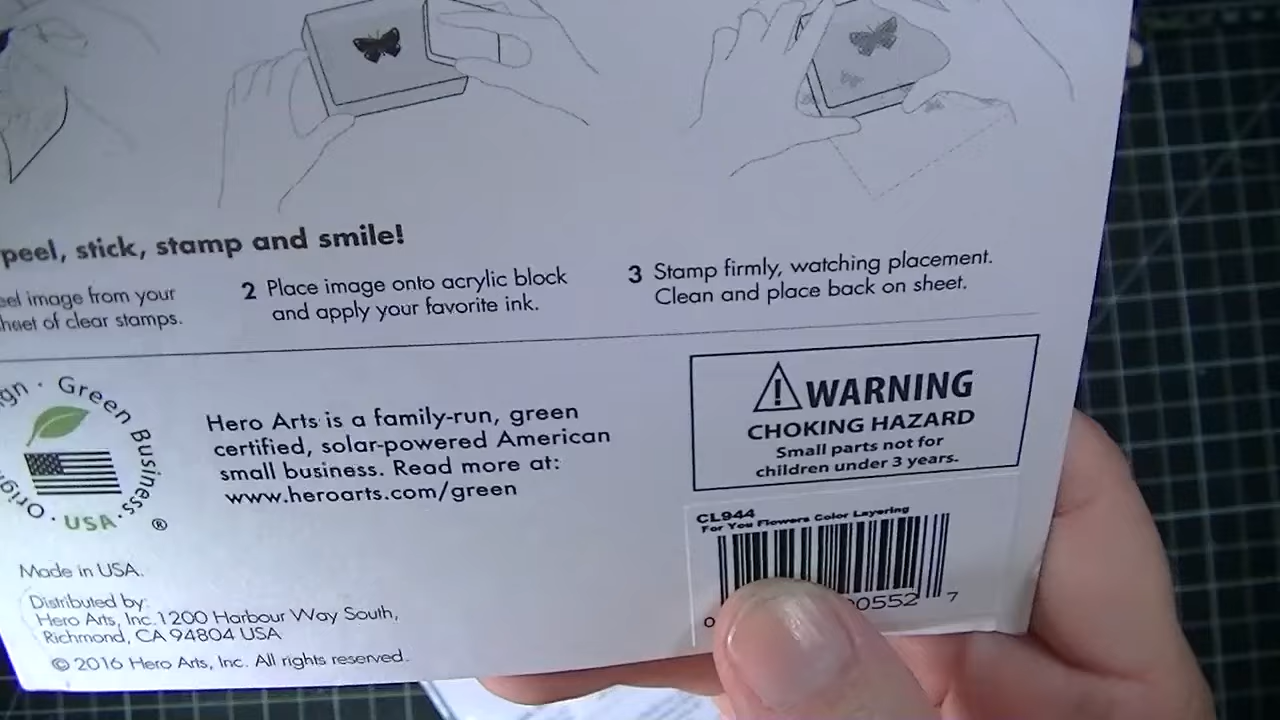 peel, stick, stamp and smile!
image from your
of clear stamps.
2 Place image onto acrylic block
and apply your favorite ink.
3 Stamp firmly, watching placement.
Clean and place back on sheet.
Green Business
USA
®
Hero Arts is a family-run, green
certified, solar-powered American
small business. Read more at:
www.heroarts.com/green
WARNING
CHOKING HAZARD
Small parts not for
children under 3 years.
CL944
For You Flowers Color Layering
0552 7
Made in USA.
Distributed by:
Hero Arts, Inc. 1200 Harbour Way South,
Richmond, CA 94804 USA
© 2016 Hero Arts, Inc. All rights reserved.